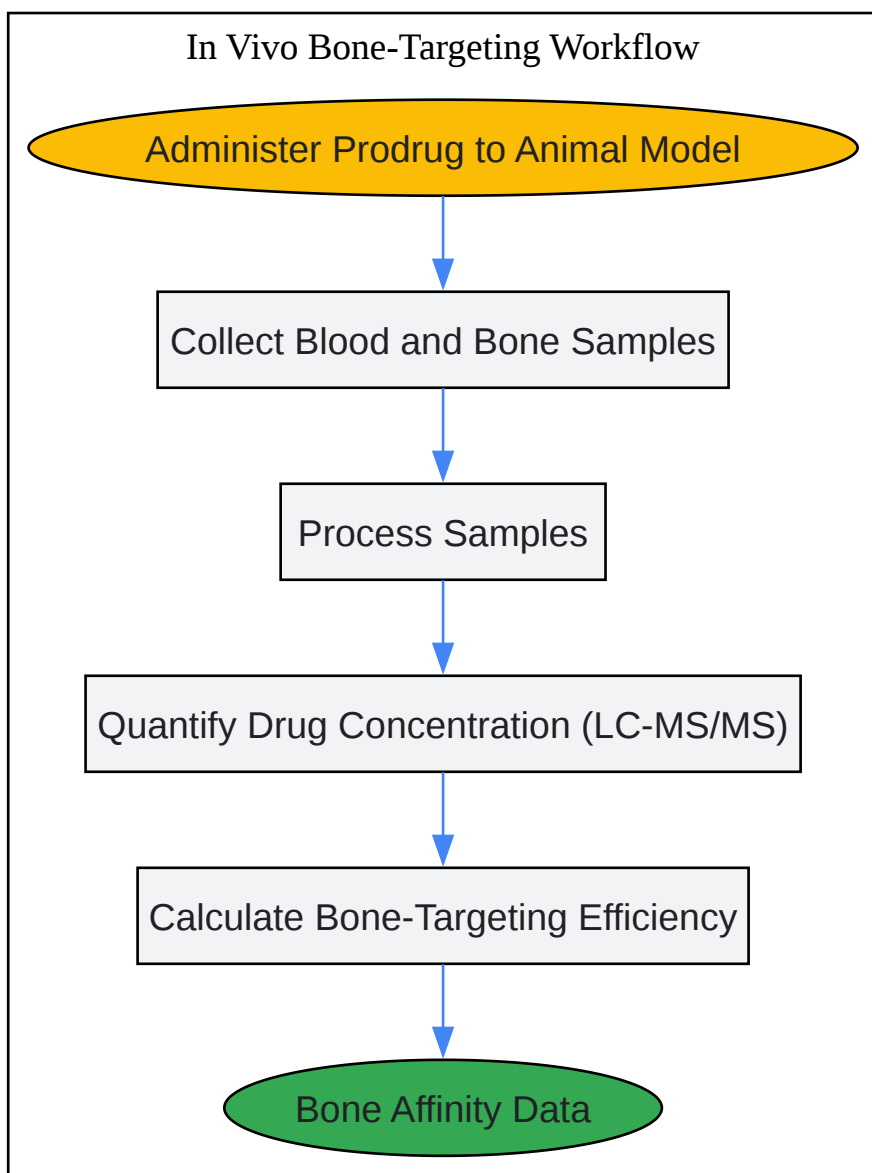 In Vivo Bone-Targeting Workflow
Administer Prodrug to Animal Model
Collect Blood and Bone Samples
Process Samples
Quantify Drug Concentration (LC-MS/MS)
Calculate Bone-Targeting Efficiency
Bone Affinity Data